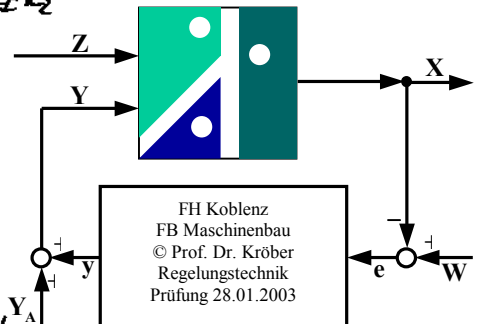 Z
Y
X
FH Koblenz
FB Maschinenbau
© Prof. Dr. Kröber
Regelungstechnik
Prüfung 28.01.2003
y
e
W
Y_A